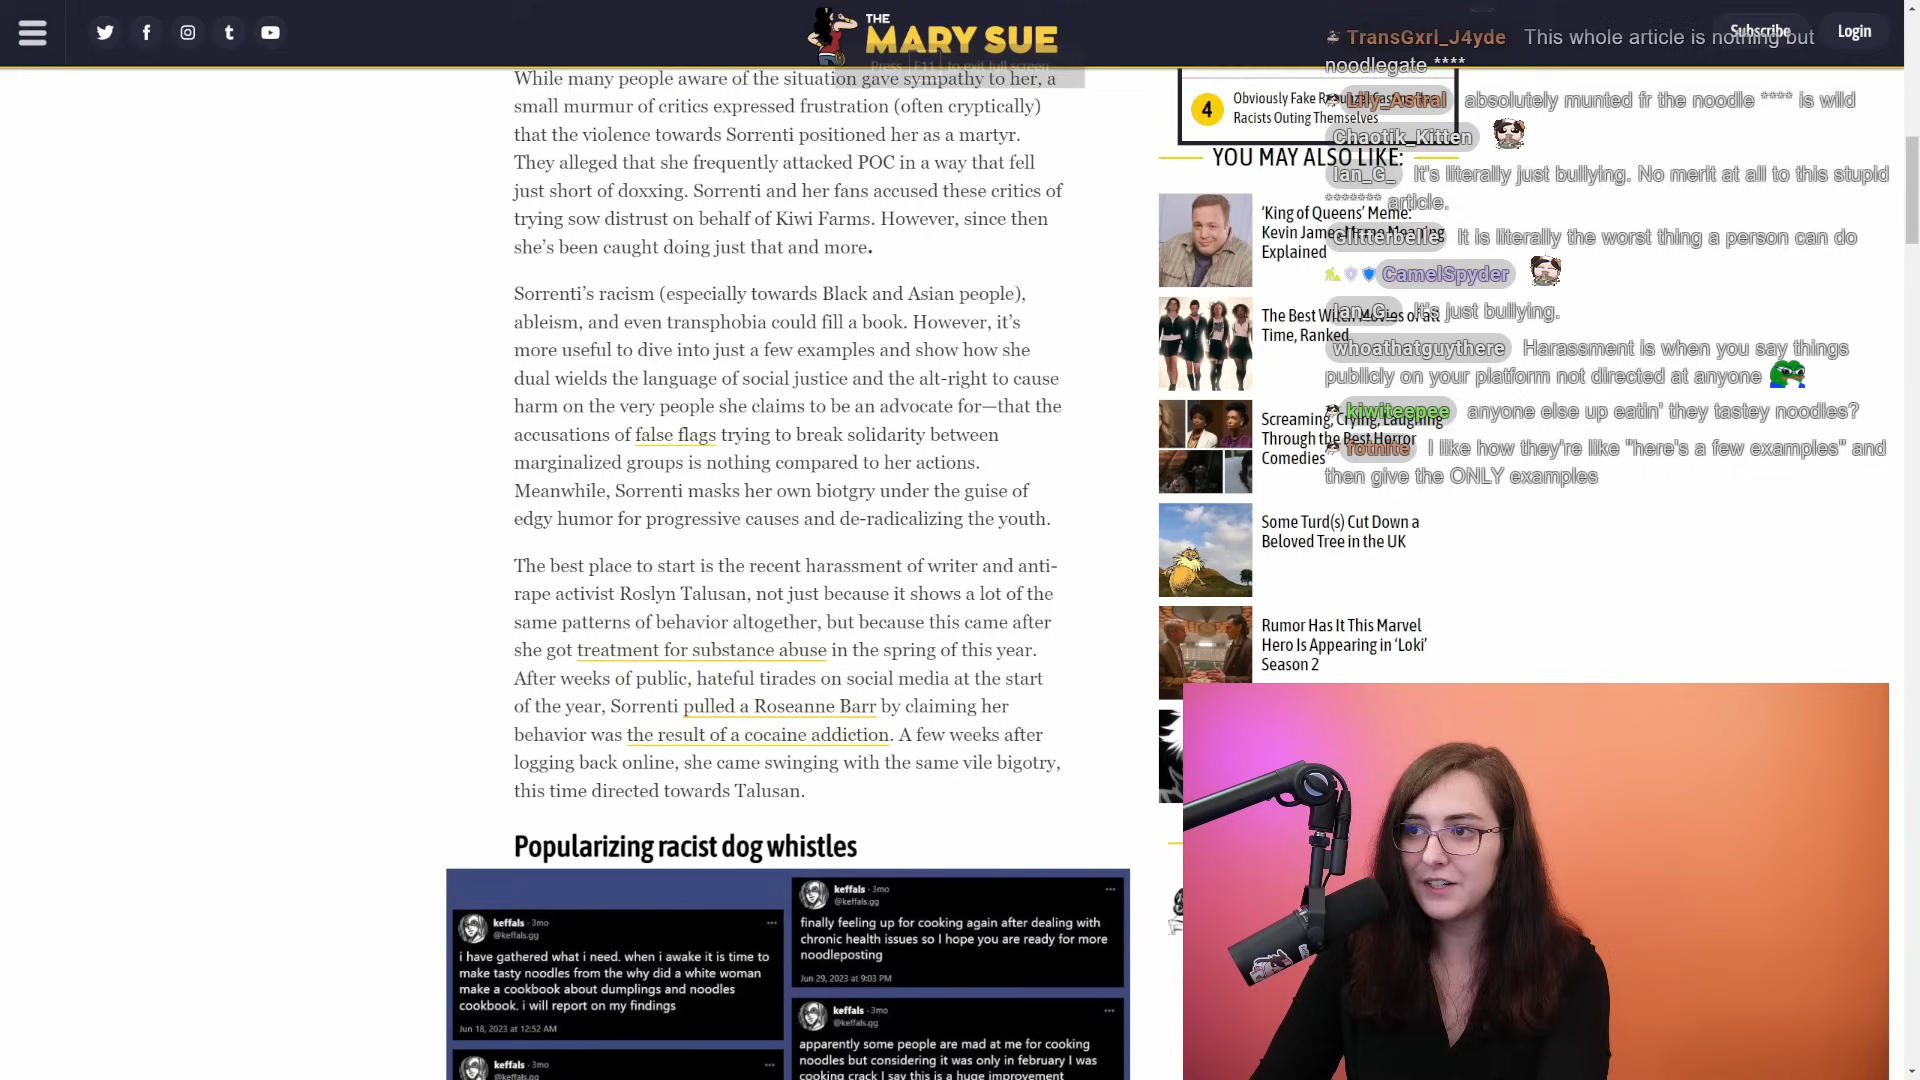 THE
MARY SUE
Subscribe
Login
Press F11 to exit full screen
While many people aware of the situation gave sympathy to her, a
small murmur of critics expressed frustration (often cryptically)
that the violence towards Sorrenti positioned her as a martyr.
They alleged that she frequently attacked POC in a way that fell
just short of doxxing. Sorrenti and her fans accused these critics of
trying sow distrust on behalf of Kiwi Farms. However, since then
she’s been caught doing just that and more.
Sorrenti’s racism (especially towards Black and Asian people),
ableism, and even transphobia could fill a book. However, it’s
more useful to dive into just a few examples and show how she
dual wields the language of social justice and the alt-right to cause
harm on the very people she claims to be an advocate for—that the
accusations of false flags trying to break solidarity between
marginalized groups is nothing compared to her actions.
Meanwhile, Sorrenti masks her own biotgry under the guise of
edgy humor for progressive causes and de-radicalizing the youth.
The best place to start is the recent harassment of writer and anti-
rape activist Roslyn Talusan, not just because it shows a lot of the
same patterns of behavior altogether, but because this came after
she got treatment for substance abuse in the spring of this year.
After weeks of public, hateful tirades on social media at the start
of the year, Sorrenti pulled a Roseanne Barr by claiming her
behavior was the result of a cocaine addiction. A few weeks after
logging back online, she came swinging with the same vile bigotry,
this time directed towards Talusan.
Popularizing racist dog whistles
keffals · 3mo
@keffals.gg
i have gathered what i need. when i awake it is time to
make tasty noodles from the why did a white woman
make a cookbook about dumplings and noodles
cookbook. i will report on my findings
Jun 18, 2023 at 12:52 AM
keffals · 3mo
@keffals.gg
keffals · 3mo
@keffals.gg
finally feeling up for cooking again after dealing with
chronic health issues so I hope you are ready for more
noodleposting
Jun 29, 2023 at 9:03 PM
keffals · 3mo
@keffals.gg
apparently some people are mad at me for cooking
noodles but considering it was only in february I was
cooking crack I say this is a huge improvement
4
Obviously Fake
Racists Outing Themselves
YOU MAY ALSO LIKE:
‘King of Queens’ Meme:
Kevin James Meme Meaning
Explained
The Best Witch Movies of all
Time, Ranked
Screaming, Crying, Laughing
Through the Best Horror
Comedies
Some Turd(s) Cut Down a
Beloved Tree in the UK
Rumor Has It This Marvel
Hero Is Appearing in ‘Loki’
Season 2
TransGxrl_J4yde This whole article is nothing but
noodlegate ****
Lily_Astral absolutely munted fr the noodle **** is wild
Chaotik_Kitten
Ian_G_ It's literally just bullying. No merit at all to this stupid
******* article.
Glitterbelle It is literally the worst thing a person can do
CamelSpyder
Ian_G_ It's just bullying.
whoathatguythere Harassment is when you say things
publicly on your platform not directed at anyone
kiwiteepee anyone else up eatin' they tastey noodles?
fotnite I like how they're like "here's a few examples" and
then give the ONLY examples